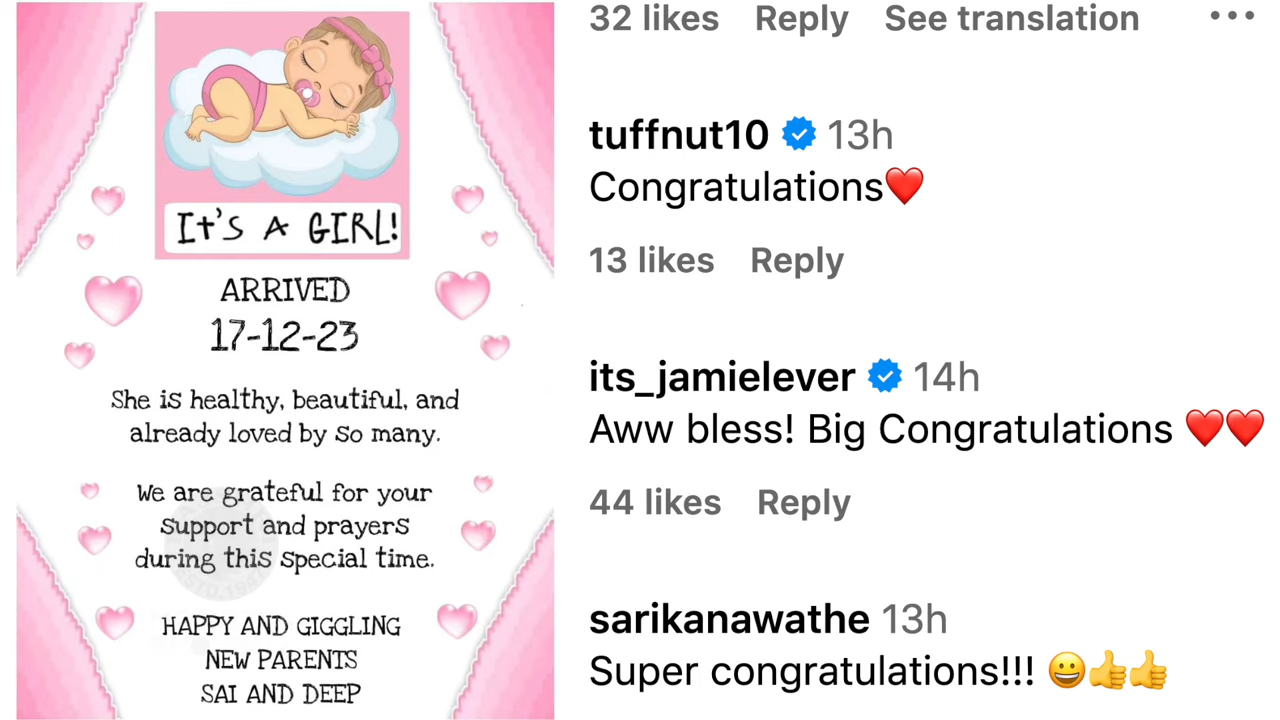 IT'S A GIRL!
ARRIVED
17-12-23
She is healthy, beautiful, and
already loved by so many.
We are grateful for your
support and prayers
during this special time.
HAPPY AND GIGGLING
NEW PARENTS
SAI AND DEEP
32 likes Reply See translation
tuffnut10 13h
Congratulations❤️
13 likes Reply
its_jamielever 14h
Aww bless! Big Congratulations ❤️❤️
44 likes Reply
sarikanawathe 13h
Super congratulations!!! 😀👍👍